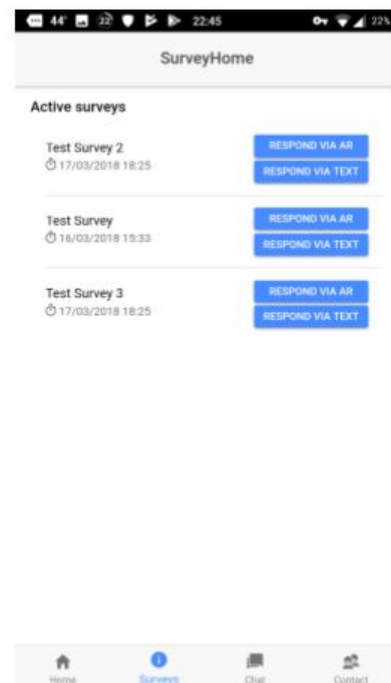 44° 22 22:45 22%
SurveyHome
Active surveys
Test Survey 2
17/03/2018 18:25
RESPOND VIA AR
RESPOND VIA TEXT
Test Survey
16/03/2018 15:33
RESPOND VIA AR
RESPOND VIA TEXT
Test Survey 3
17/03/2018 18:25
RESPOND VIA AR
RESPOND VIA TEXT
Home Surveys Chat Contact